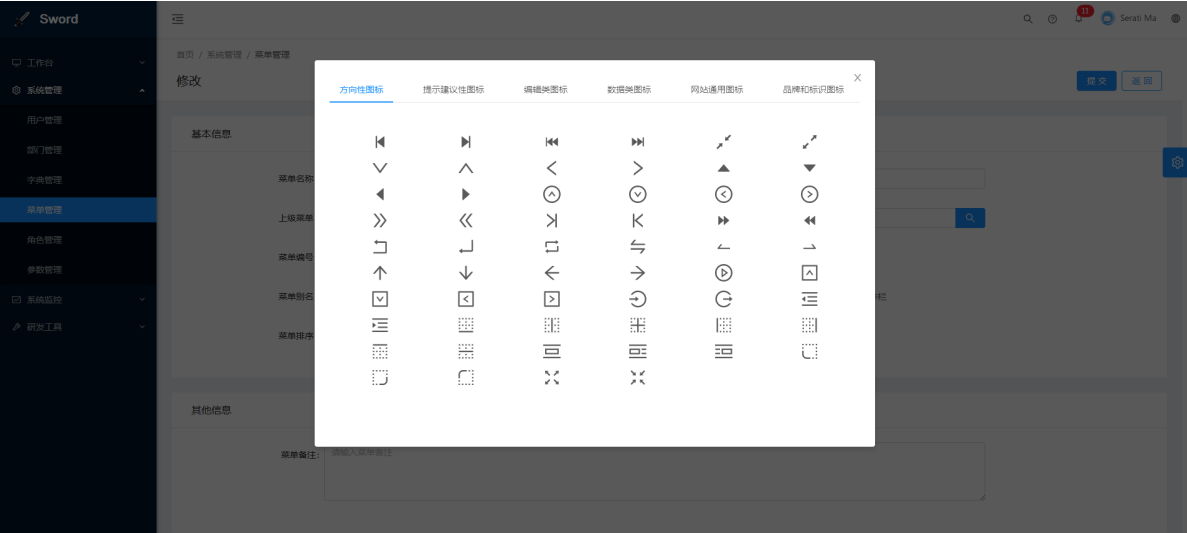 Sword
11
Serati Ma
工作台
系统管理
用户管理
部门管理
字典管理
菜单管理
角色管理
参数管理
系统监控
研发工具
首页 / 系统管理 / 菜单管理
修改
提 交
返 回
方向性图标
提示建议性图标
编辑类图标
数据类图标
网站通用图标
品牌和标识图标
基本信息
菜单名称
上级菜单
菜单编号
菜单别名
栏
菜单排序
其他信息
菜单备注：
请输入菜单备注